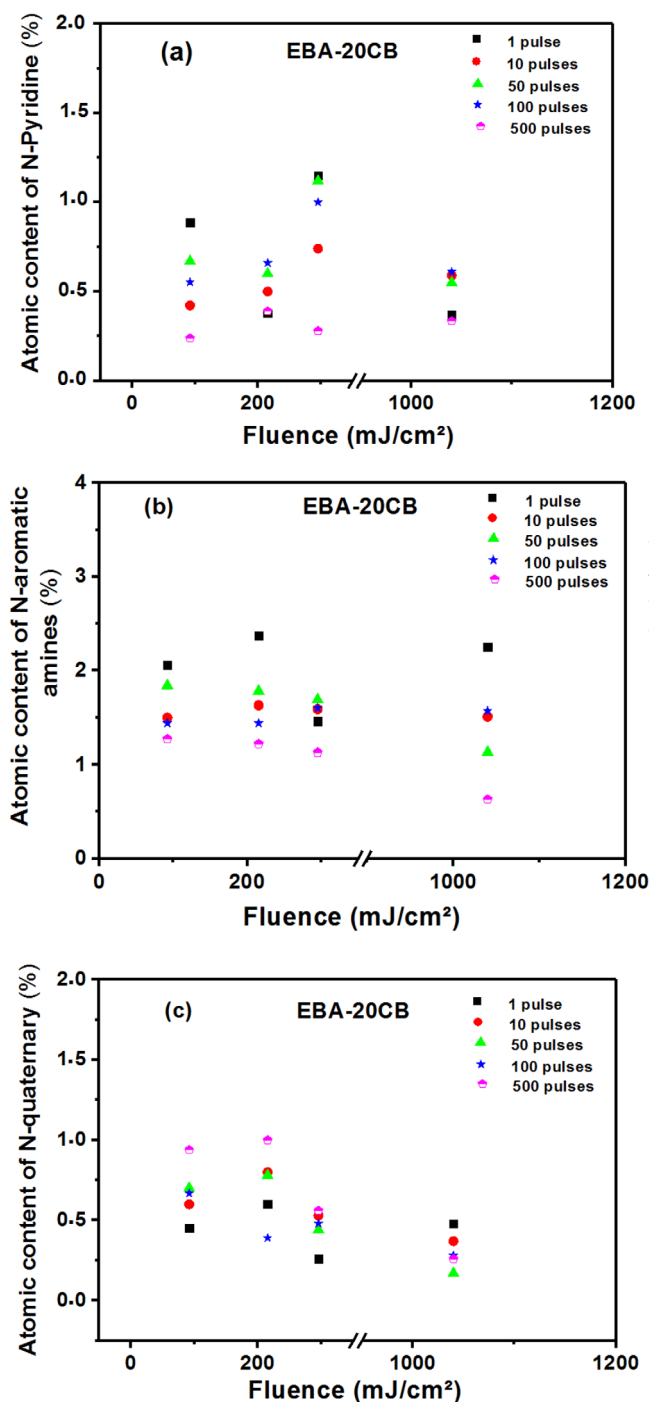 Atomic content of N-Pyridine (%)
2.0
1.5
1.0
0.5
0.0
(a)
EBA-20CB
1 pulse
10 pulses
50 pulses
100 pulses
500 pulses
0
200
1000
1200
Fluence (mJ/cm²)
Atomic content of N-aromatic
amines (%)
4
3
2
1
0
(b)
EBA-20CB
1 pulse
10 pulses
50 pulses
100 pulses
500 pulses
0
200
1000
1200
Fluence (mJ/cm²)
Atomic content of N-quaternary (%)
2.0
1.5
1.0
0.5
0.0
(c)
EBA-20CB
1 pulse
10 pulses
50 pulses
100 pulses
500 pulses
0
200
1000
1200
Fluence (mJ/cm²)